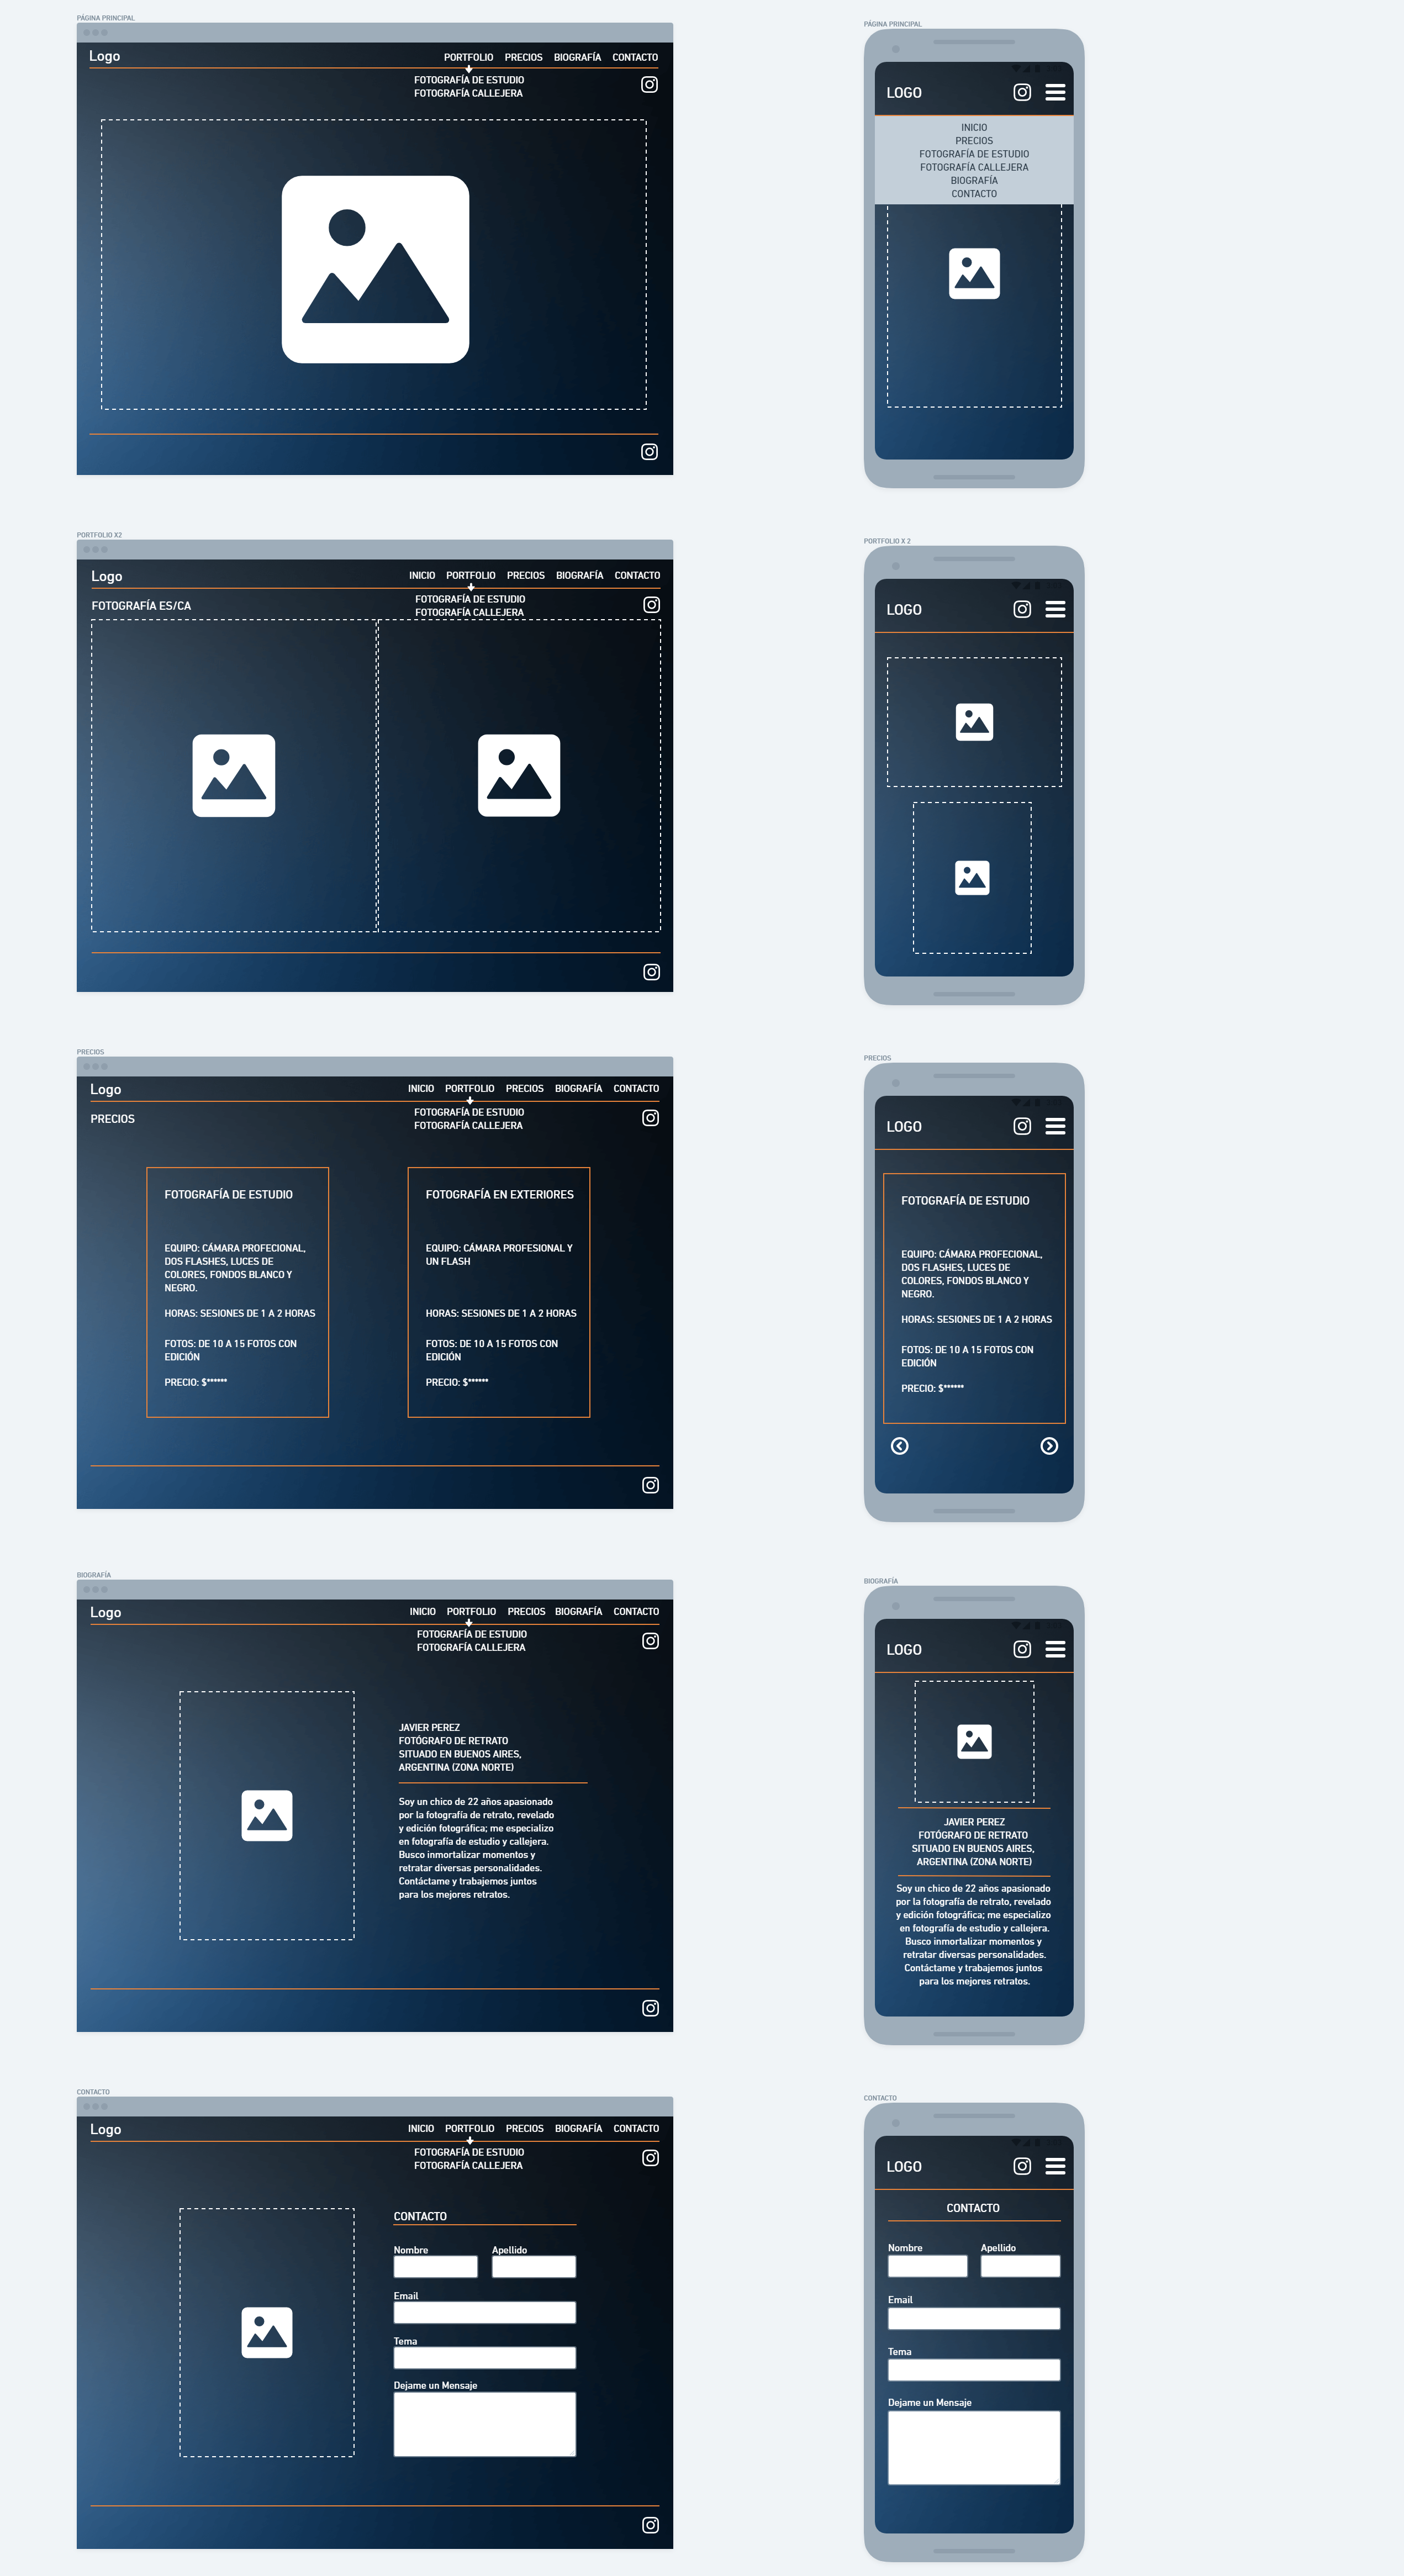 PÁGINA PRINCIPAL
Logo
PORTFOLIO PRECIOS BIOGRAFÍA CONTACTO
FOTOGRAFÍA DE ESTUDIO
FOTOGRAFÍA CALLEJERA
PÁGINA PRINCIPAL
LOGO
INICIO
PRECIOS
FOTOGRAFÍA DE ESTUDIO
FOTOGRAFÍA CALLEJERA
BIOGRAFÍA
CONTACTO
PORTFOLIO X2
Logo
INICIO PORTFOLIO PRECIOS BIOGRAFÍA CONTACTO
FOTOGRAFÍA ES/CA
FOTOGRAFÍA DE ESTUDIO
FOTOGRAFÍA CALLEJERA
PORTFOLIO X 2
LOGO
PRECIOS
Logo
INICIO PORTFOLIO PRECIOS BIOGRAFÍA CONTACTO
PRECIOS
FOTOGRAFÍA DE ESTUDIO
FOTOGRAFÍA CALLEJERA
FOTOGRAFÍA DE ESTUDIO
EQUIPO: CÁMARA PROFECIONAL,
DOS FLASHES, LUCES DE
COLORES, FONDOS BLANCO Y
NEGRO.
HORAS: SESIONES DE 1 A 2 HORAS
FOTOS: DE 10 A 15 FOTOS CON
EDICIÓN
PRECIO: $******
FOTOGRAFÍA EN EXTERIORES
EQUIPO: CÁMARA PROFESIONAL Y
UN FLASH
HORAS: SESIONES DE 1 A 2 HORAS
FOTOS: DE 10 A 15 FOTOS CON
EDICIÓN
PRECIO: $******
PRECIOS
LOGO
FOTOGRAFÍA DE ESTUDIO
EQUIPO: CÁMARA PROFECIONAL,
DOS FLASHES, LUCES DE
COLORES, FONDOS BLANCO Y
NEGRO.
HORAS: SESIONES DE 1 A 2 HORAS
FOTOS: DE 10 A 15 FOTOS CON
EDICIÓN
PRECIO: $******
BIOGRAFÍA
Logo
INICIO PORTFOLIO PRECIOS BIOGRAFÍA CONTACTO
FOTOGRAFÍA DE ESTUDIO
FOTOGRAFÍA CALLEJERA
JAVIER PEREZ
FOTÓGRAFO DE RETRATO
SITUADO EN BUENOS AIRES,
ARGENTINA (ZONA NORTE)
Soy un chico de 22 años apasionado
por la fotografía de retrato, revelado
y edición fotográfica; me especializo
en fotografía de estudio y callejera.
Busco inmortalizar momentos y
retratar diversas personalidades.
Contáctame y trabajemos juntos
para los mejores retratos.
BIOGRAFÍA
LOGO
JAVIER PEREZ
FOTÓGRAFO DE RETRATO
SITUADO EN BUENOS AIRES,
ARGENTINA (ZONA NORTE)
Soy un chico de 22 años apasionado
por la fotografía de retrato, revelado
y edición fotográfica; me especializo
en fotografía de estudio y callejera.
Busco inmortalizar momentos y
retratar diversas personalidades.
Contáctame y trabajemos juntos
para los mejores retratos.
CONTACTO
Logo
INICIO PORTFOLIO PRECIOS BIOGRAFÍA CONTACTO
FOTOGRAFÍA DE ESTUDIO
FOTOGRAFÍA CALLEJERA
CONTACTO
Nombre Apellido
Email
Tema
Dejame un Mensaje
CONTACTO
LOGO
CONTACTO
Nombre Apellido
Email
Tema
Dejame un Mensaje